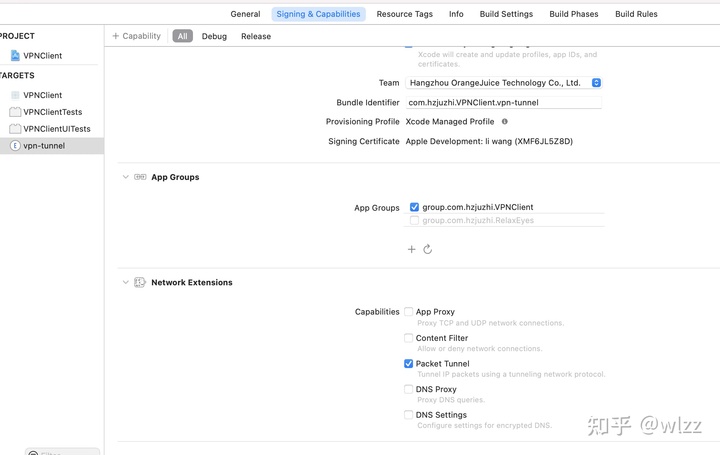 General Signing & Capabilities Resource Tags Info Build Settings Build Phases Build Rules
PROJECT
VPNClient
TARGETS
VPNClient
VPNClientTests
VPNClientUITests
vpn-tunnel
+ Capability All Debug Release
Xcode will create and update profiles, app IDs, and
certificates.
Team Hangzhou OrangeJuice Technology Co., Ltd.
Bundle Identifier com.hzjuzhi.VPNClient.vpn-tunnel
Provisioning Profile Xcode Managed Profile
Signing Certificate Apple Development: li wang (XMF6JL5Z8D)
App Groups
App Groups group.com.hzjuzhi.VPNClient
group.com.hzjuzhi.RelaxEyes
Network Extensions
Capabilities App Proxy
Proxy TCP and UDP network connections.
Content Filter
Allow or deny network connections.
Packet Tunnel
Tunnel IP packets using a tunneling network protocol.
DNS Proxy
Proxy DNS queries.
DNS Settings
Configure settings for encrypted DNS.
知乎 @wlzz